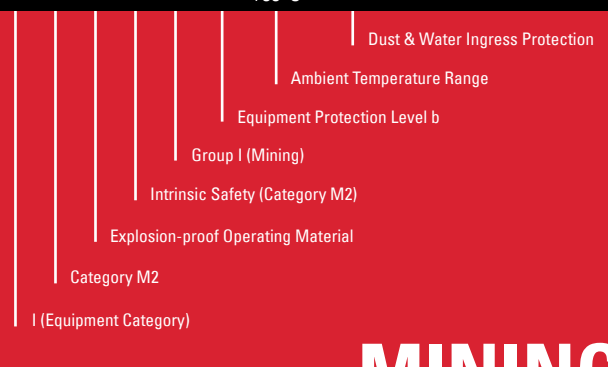 Dust & Water Ingress Protection
Ambient Temperature Range
Equipment Protection Level b
Group I (Mining)
Intrinsic Safety (Category M2)
Explosion-proof Operating Material
Category M2
I (Equipment Category)
MINING